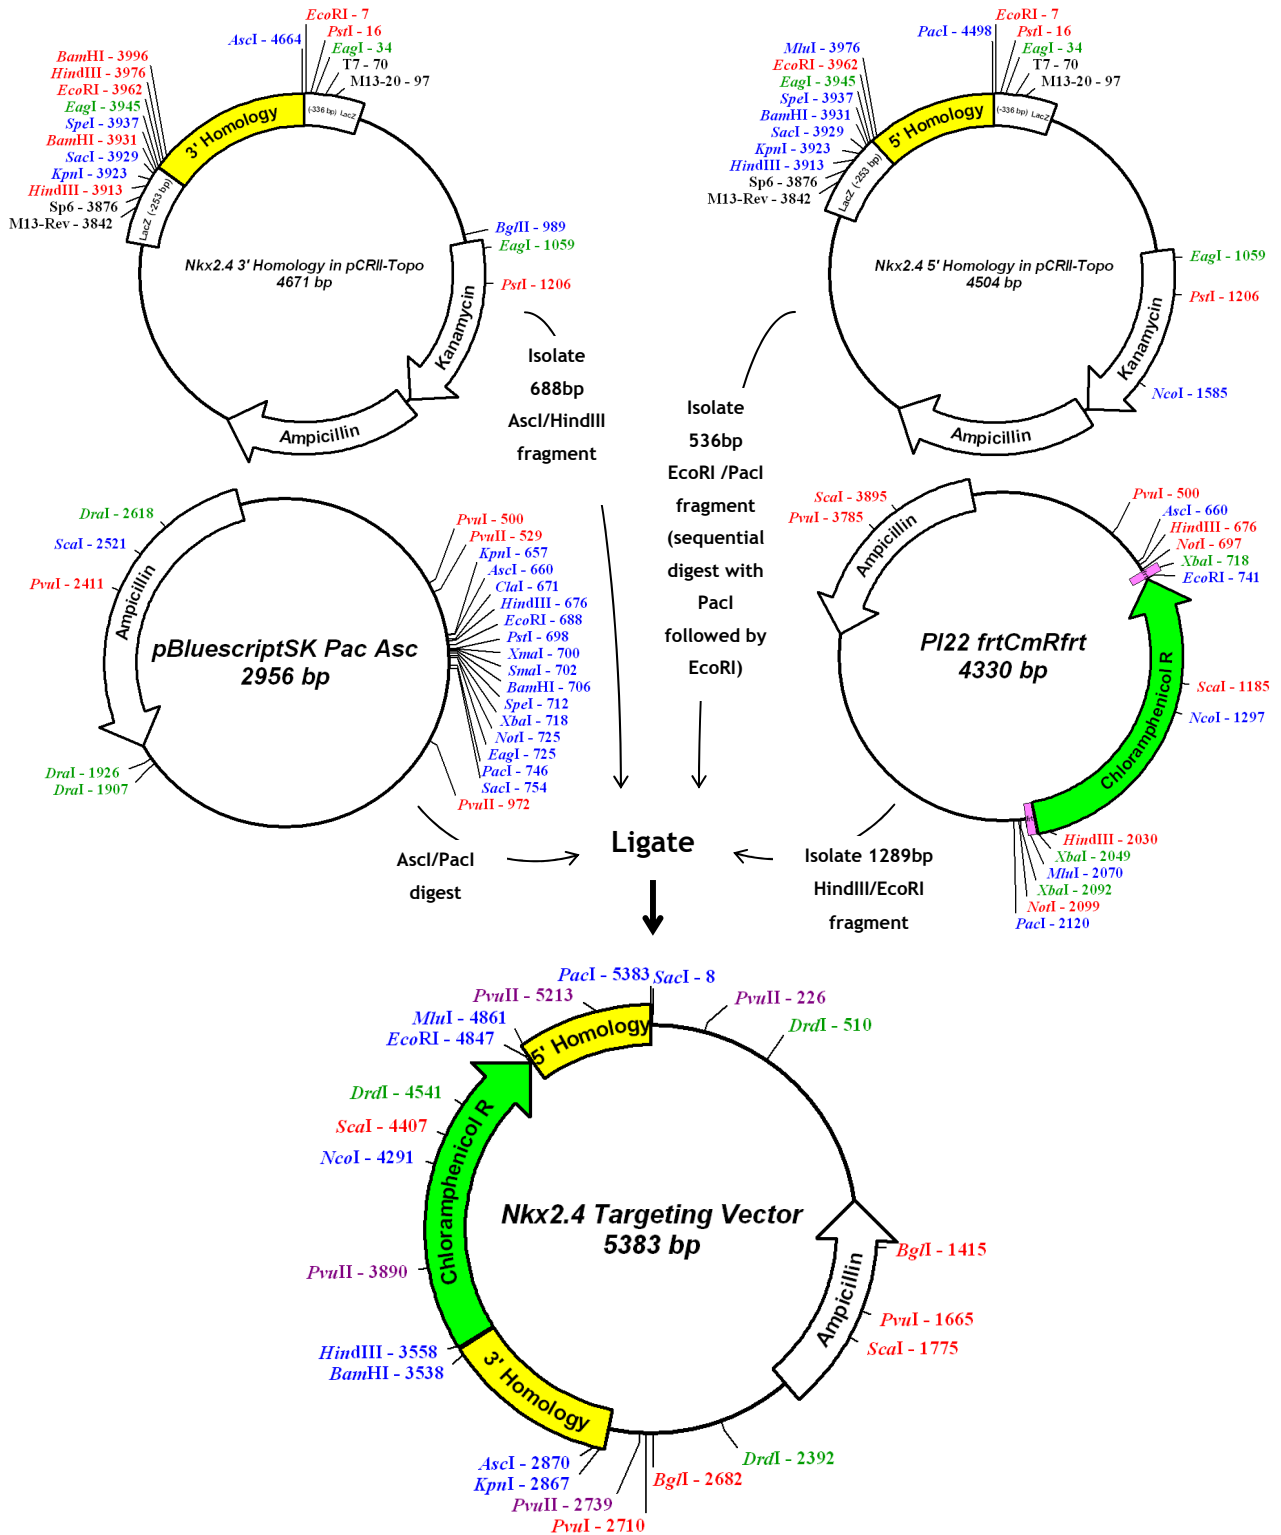 EcoRI - 7
AscI - 4664
PstI - 16
EagI - 34
T7 - 70
M13-20 - 97
BamHI - 3996
HindIII - 3976
EcoRI - 3962
EagI - 3945
SpeI - 3937
BamHI - 3931
SacI - 3929
KpnI - 3923
HindIII - 3913
Sp6 - 3876
M13-Rev - 3842
3' Homology
(-336 bp) LacZ
LacZ (-253 bp)
BglII - 989
EagI - 1059
PstI - 1206
Kanamycin
Ampicillin
Nkx2.4 3' Homology in pCRII-Topo
4671 bp
EcoRI - 7
PacI - 4498
PstI - 16
EagI - 34
T7 - 70
M13-20 - 97
MluI - 3976
EcoRI - 3962
EagI - 3945
SpeI - 3937
BamHI - 3931
SacI - 3929
KpnI - 3923
HindIII - 3913
Sp6 - 3876
M13-Rev - 3842
5' Homology
(-336 bp) LacZ
LacZ (-253 bp)
EagI - 1059
PstI - 1206
NcoI - 1585
Kanamycin
Ampicillin
Nkx2.4 5' Homology in pCRII-Topo
4504 bp
Isolate
688bp
AscI/HindIII
fragment
Isolate
536bp
EcoRI /PacI
fragment
(sequential
digest with
PacI
followed by
EcoRI)
DraI - 2618
ScaI - 2521
PvuI - 2411
Ampicillin
DraI - 1926
DraI - 1907
pBluescriptSK Pac Asc
2956 bp
PvuI - 500
PvuII - 529
KpnI - 657
AscI - 660
ClaI - 671
HindIII - 676
EcoRI - 688
PstI - 698
XmaI - 700
SmaI - 702
BamHI - 706
SpeI - 712
XbaI - 718
NotI - 725
EagI - 725
PacI - 746
SacI - 754
PvuII - 972
ScaI - 3895
PvuI - 3785
Ampicillin
PvuI - 500
AscI - 660
HindIII - 676
NotI - 697
XbaI - 718
EcoRI - 741
ScaI - 1185
NcoI - 1297
Chloramphenicol R
HindIII - 2030
XbaI - 2049
MluI - 2070
XbaI - 2092
NotI - 2099
PacI - 2120
PI22 frtCmRfrt
4330 bp
AscI/PacI
digest
Ligate
Isolate 1289bp
HindIII/EcoRI
fragment
PacI - 5383
SacI - 8
PvuII - 5213
PvuII - 226
MluI - 4861
DrdI - 510
EcoRI - 4847
5' Homology
DrdI - 4541
ScaI - 4407
NcoI - 4291
Chloramphenicol R
PvuII - 3890
Nkx2.4 Targeting Vector
5383 bp
BglI - 1415
Ampicillin
PvuI - 1665
ScaI - 1775
HindIII - 3558
BamHI - 3538
3' Homology
AscI - 2870
KpnI - 2867
PvuII - 2739
PvuI - 2710
BglI - 2682
DrdI - 2392